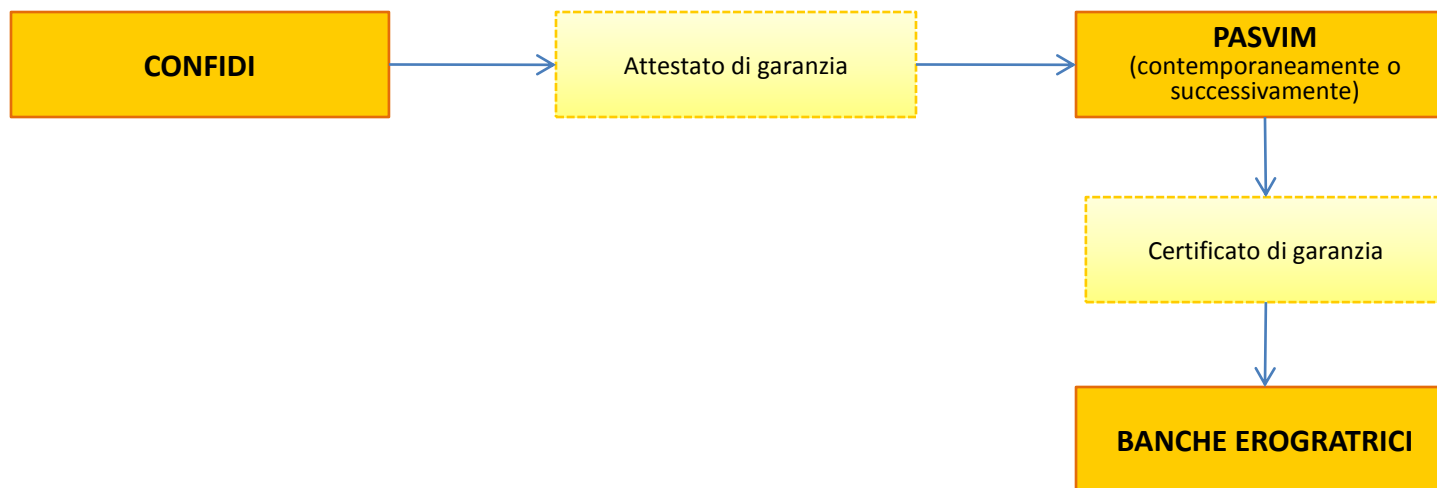 CONFIDI
Attestato di garanzia
PASVIM
(contemporaneamente o
successivamente)
Certificato di garanzia
BANCHE EROGRATRICI